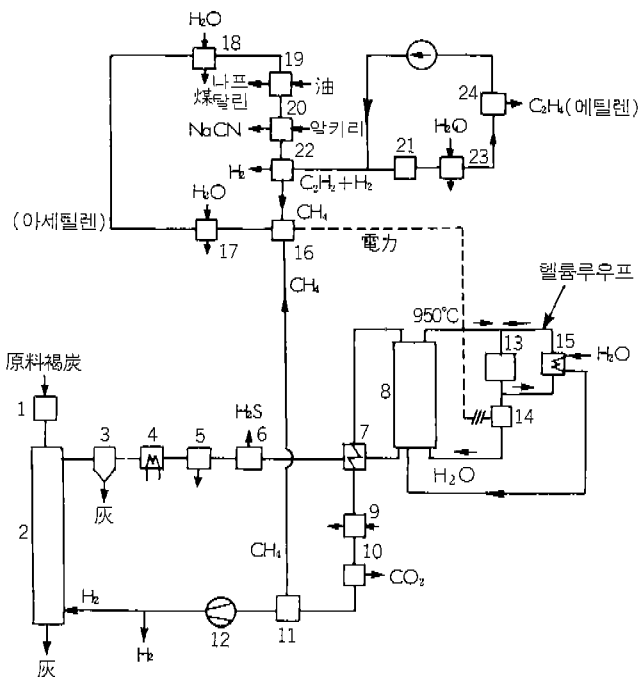 H₂O
18
19
나프
탈린
煤
油
20
NaCN
알키리
22
H₂
C₂H₂+H₂
21
H₂O
23
24
C₂H₄(에틸렌)
CH₄
H₂O
(아세틸렌)
17
16
電力
CH₄
헬륨루우프
950°C
13
15
H₂O
原料褐炭
1
2
3
4
5
6
H₂S
7
8
14
灰
H₂O
9
10
CO₂
CH₄
11
12
H₂
H₂
灰